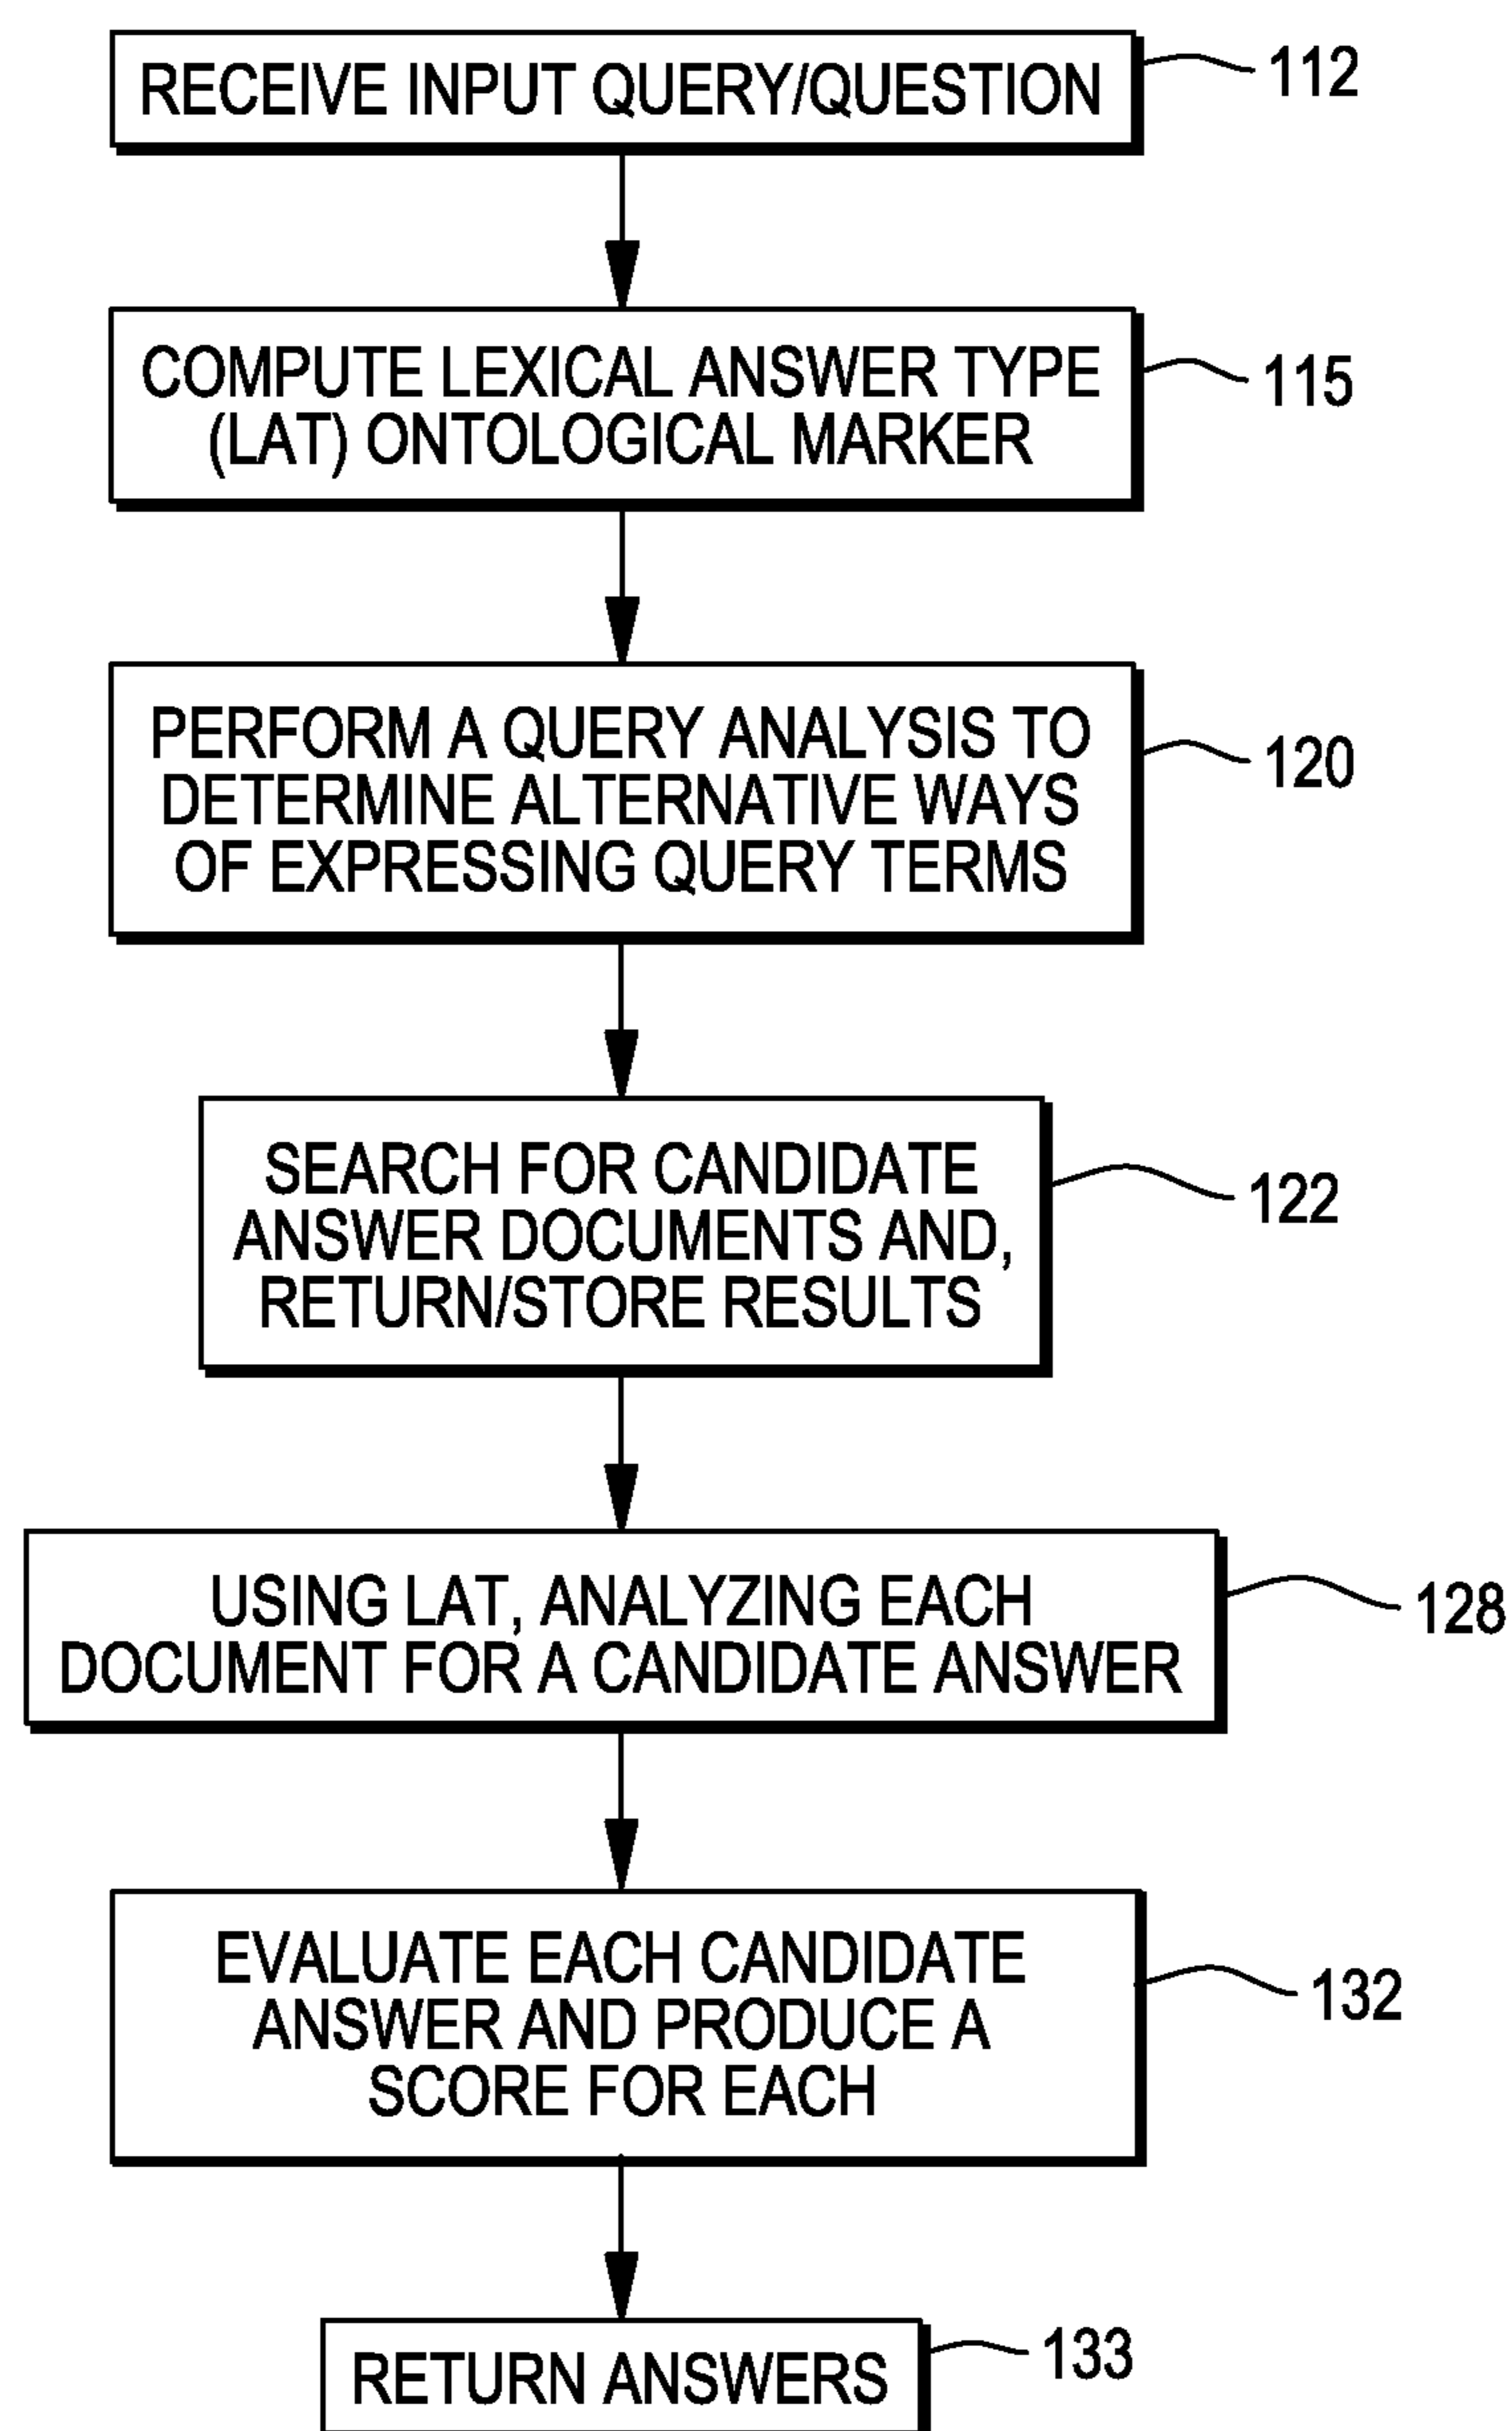 RECEIVE INPUT QUERY/QUESTION
112
COMPUTE LEXICAL ANSWER TYPE
(LAT) ONTOLOGICAL MARKER
115
PERFORM A QUERY ANALYSIS TO
DETERMINE ALTERNATIVE WAYS
OF EXPRESSING QUERY TERMS
120
SEARCH FOR CANDIDATE
ANSWER DOCUMENTS AND,
RETURN/STORE RESULTS
122
USING LAT, ANALYZING EACH
DOCUMENT FOR A CANDIDATE ANSWER
128
EVALUATE EACH CANDIDATE
ANSWER AND PRODUCE A
SCORE FOR EACH
132
RETURN ANSWERS
133